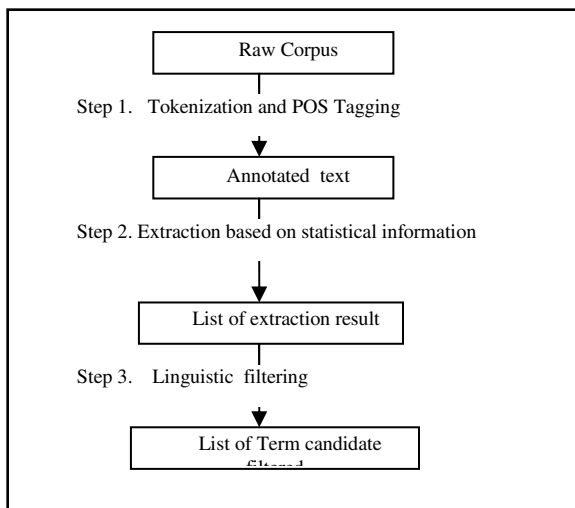 Raw Corpus
Step 1. Tokenization and POS Tagging
Annotated text
Step 2. Extraction based on statistical information
List of extraction result
Step 3. Linguistic filtering
List of Term candidate
filtered